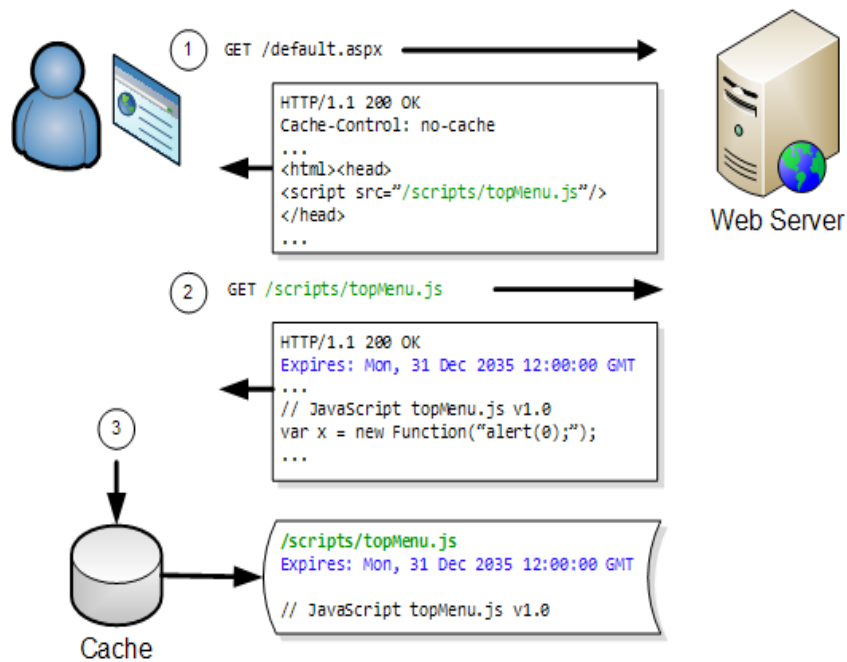 1 GET /default.aspx
HTTP/1.1 200 OK
Cache-Control: no-cache
...
<html><head>
<script src=”/scripts/topMenu.js”/>
</head>
...
Web Server
2 GET /scripts/topMenu.js
HTTP/1.1 200 OK
Expires: Mon, 31 Dec 2035 12:00:00 GMT
...
// JavaScript topMenu.js v1.0
var x = new Function(“alert(0);”);
...
3
/scripts/topMenu.js
Expires: Mon, 31 Dec 2035 12:00:00 GMT
// JavaScript topMenu.js v1.0
Cache